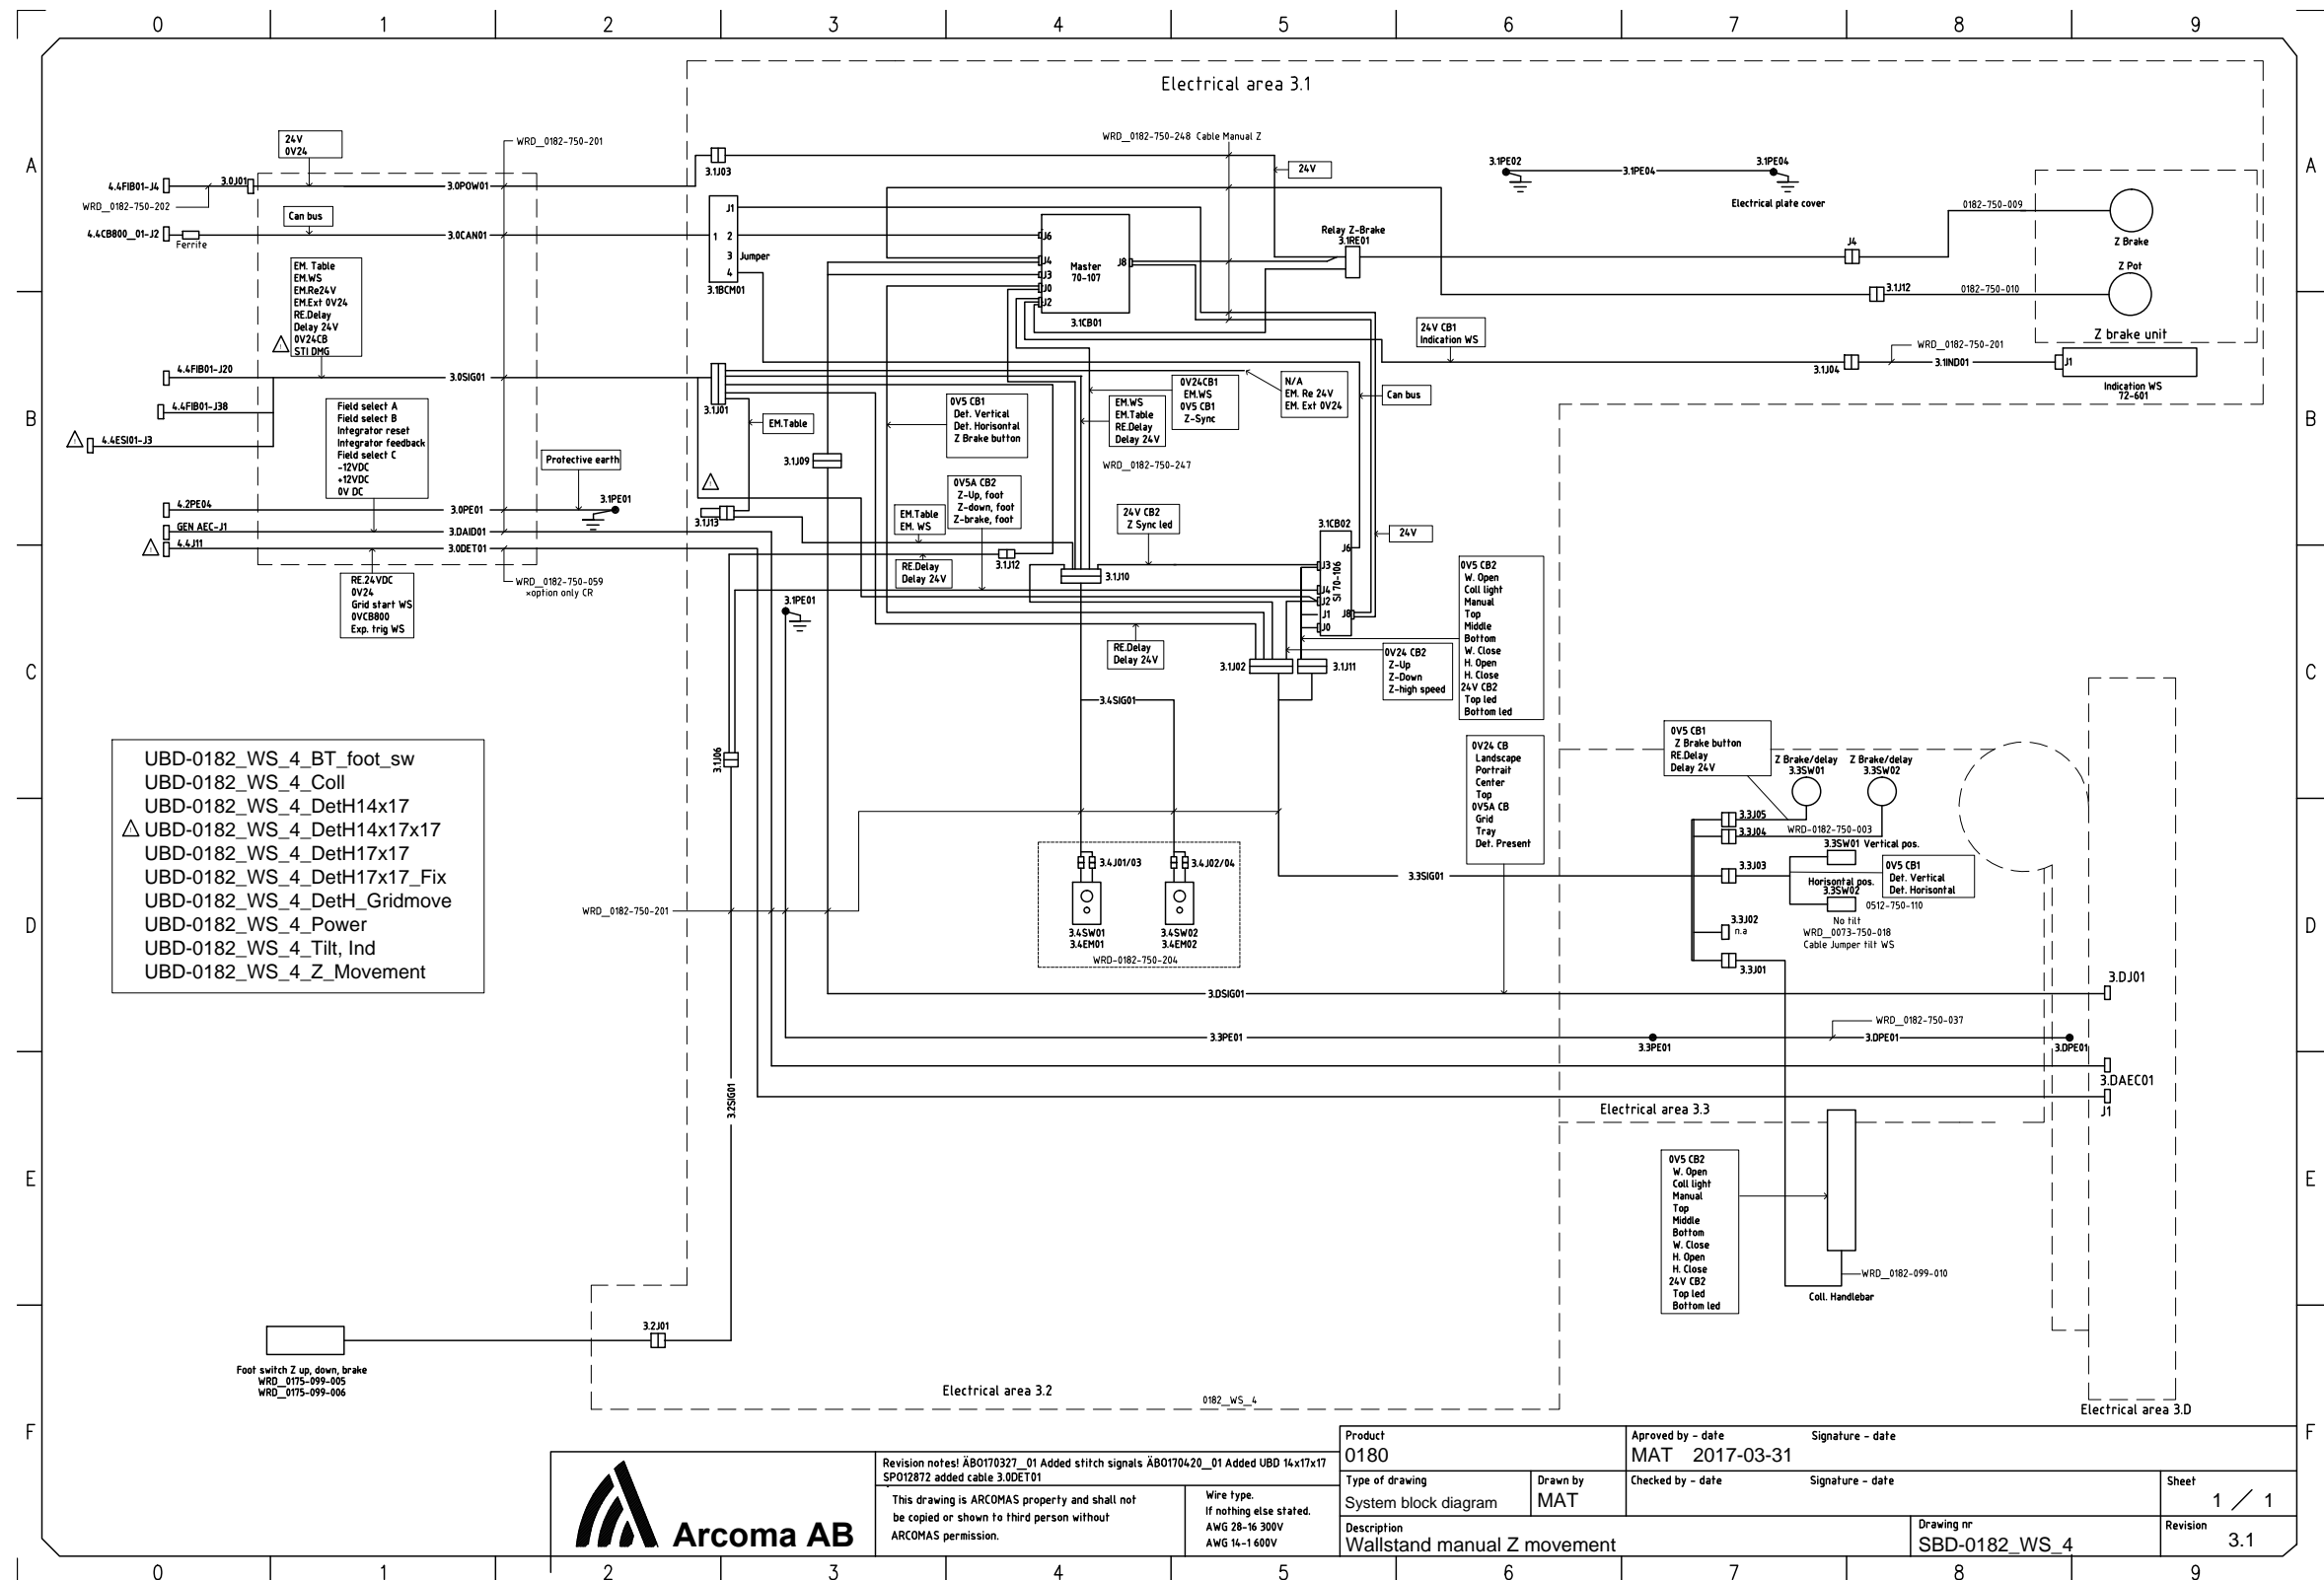 0 1 2 3 4 5 6 7 8 9
Electrical area 3.1
A
A
24V
0V24
WRD_0182-750-201
WRD_0182-750-248 Cable Manual Z
3.1J03
24V
3.1PE02
3.1PE04
3.1PE04
4.4FIB01-J4
3.0J01
3.0POW01
WRD_0182-750-202
Electrical plate cover
0182-750-009
Can bus
J1
4.4CB800_01-J2
Ferrite
3.0CAN01
1 2
3 Jumper
4
3.1BCM01
J6
J4
J3
J0
J2
Master
70-107
J8
3.1CB01
Relay Z-Brake
3.1RE01
J4
Z Brake
Z Pot
3.1J12
0182-750-010
Z brake unit
EM. Table
EM.WS
EM.Re24V
EM.Ext 0V24
RE.Delay
Delay 24V
0V24CB
STI DMG
24V CB1
Indication WS
WRD_0182-750-201
3.1J04
3.1IND01
J1
Indication WS
72-601
4.4FIB01-J20
3.0SIG01
4.4FIB01-J38
4.4ESI01-J3
B
B
3.1J01
EM.Table
Field select A
Field select B
Integrator reset
Integrator feedback
Field select C
-12VDC
+12VDC
0V DC
0V5 CB1
Det. Vertical
Det. Horisontal
Z Brake button
EM.WS
EM.Table
RE.Delay
Delay 24V
0V24CB1
EM.WS
0V5 CB1
Z-Sync
N/A
EM. Re 24V
EM. Ext 0V24
Can bus
WRD_0182-750-247
Protective earth
3.1J09
0V5A CB2
Z-Up, foot
Z-down, foot
Z-brake, foot
4.2PE04
3.0PE01
3.1PE01
GEN AEC-J1
3.0AID01
4.4J11
3.0DET01
3.1J13
EM.Table
EM. WS
24V CB2
Z Sync led
3.1CB02
24V
RE.24VDC
0V24
Grid start WS
0VCB800
Exp. trig WS
WRD_0182-750-059
×option only CR
RE.Delay
Delay 24V
3.1J12
3.1J10
J3
J4
J2
J1
J0
SI 70-106
J6
J8
3.1PE01
0V5 CB2
W. Open
Coll light
Manual
Top
Middle
Bottom
W. Close
H. Open
H. Close
24V CB2
Top led
Bottom led
C
C
RE.Delay
Delay 24V
3.1J02
3.1J11
0V24 CB2
Z-Up
Z-Down
Z-high speed
3.4SIG01
3.1J06
UBD-0182_WS_4_BT_foot_sw
UBD-0182_WS_4_Coll
UBD-0182_WS_4_DetH14x17
UBD-0182_WS_4_DetH14x17x17
UBD-0182_WS_4_DetH17x17
UBD-0182_WS_4_DetH17x17_Fix
UBD-0182_WS_4_DetH_Gridmove
UBD-0182_WS_4_Power
UBD-0182_WS_4_Tilt, Ind
UBD-0182_WS_4_Z_Movement
0V24 CB
Landscape
Portrait
Center
Top
0V5A CB
Grid
Tray
Det. Present
0V5 CB1
Z Brake button
RE.Delay
Delay 24V
Z Brake/delay
3.3SW01
Z Brake/delay
3.3SW02
3.3J05
3.3J04
WRD-0182-750-003
3.3SW01 Vertical pos.
3.3J03
Horisontal pos.
3.3SW02
0V5 CB1
Det. Vertical
Det. Horisontal
0512-750-110
3.3SIG01
3.4J01/03
3.4J02/04
3.4SW01
3.4EM01
3.4SW02
3.4EM02
WRD-0182-750-204
WRD_0182-750-201
D
D
3.3J02
n.a
No tilt
WRD_0073-750-018
Cable Jumper tilt WS
3.3J01
3.DJ01
3.DSIG01
WRD_0182-750-037
3.3PE01
3.3PE01
3.DPE01
3.DPE01
3.DAEC01
J1
3.2SIG01
Electrical area 3.3
E
E
0V5 CB2
W. Open
Coll light
Manual
Top
Middle
Bottom
W. Close
H. Open
H. Close
24V CB2
Top led
Bottom led
WRD_0182-099-010
Coll. Handlebar
3.2J01
Foot switch Z up, down, brake
WRD_0175-099-005
WRD_0175-099-006
Electrical area 3.2
0182_WS_4
Electrical area 3.D
F
F
Arcoma AB
Revision notes! ÄBO170327_01 Added stitch signals ÄBO170420_01 Added UBD 14x17x17
SPO12872 added cable 3.0DET01
This drawing is ARCOMAS property and shall not
be copied or shown to third person without
ARCOMAS permission.
Wire type.
If nothing else stated.
AWG 28-16 300V
AWG 14-1 600V
Product
0180
Aproved by - date
MAT 2017-03-31
Signature - date
Type of drawing
System block diagram
Drawn by
MAT
Checked by - date
Signature - date
Sheet
1 / 1
Description
Wallstand manual Z movement
Drawing nr
SBD-0182_WS_4
Revision
3.1
0 1 2 3 4 5 6 7 8 9